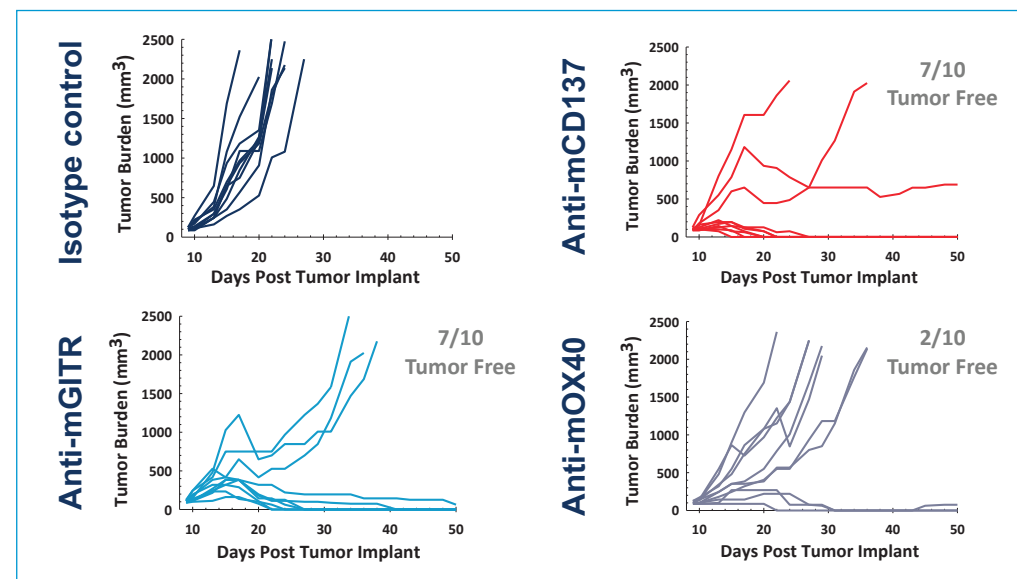 Isotype control
Tumor Burden (mm3)
2500
2000
1500
1000
500
0
10 20 30 40 50
Days Post Tumor Implant
Anti-mCD137
Tumor Burden (mm3)
2500
2000
1500
1000
500
0
7/10
Tumor Free
10 20 30 40 50
Days Post Tumor Implant
Anti-mGITR
Tumor Burden (mm3)
2500
2000
1500
1000
500
0
7/10
Tumor Free
10 20 30 40 50
Days Post Tumor Implant
Anti-mOX40
Tumor Burden (mm3)
2500
2000
1500
1000
500
0
2/10
Tumor Free
10 20 30 40 50
Days Post Tumor Implant